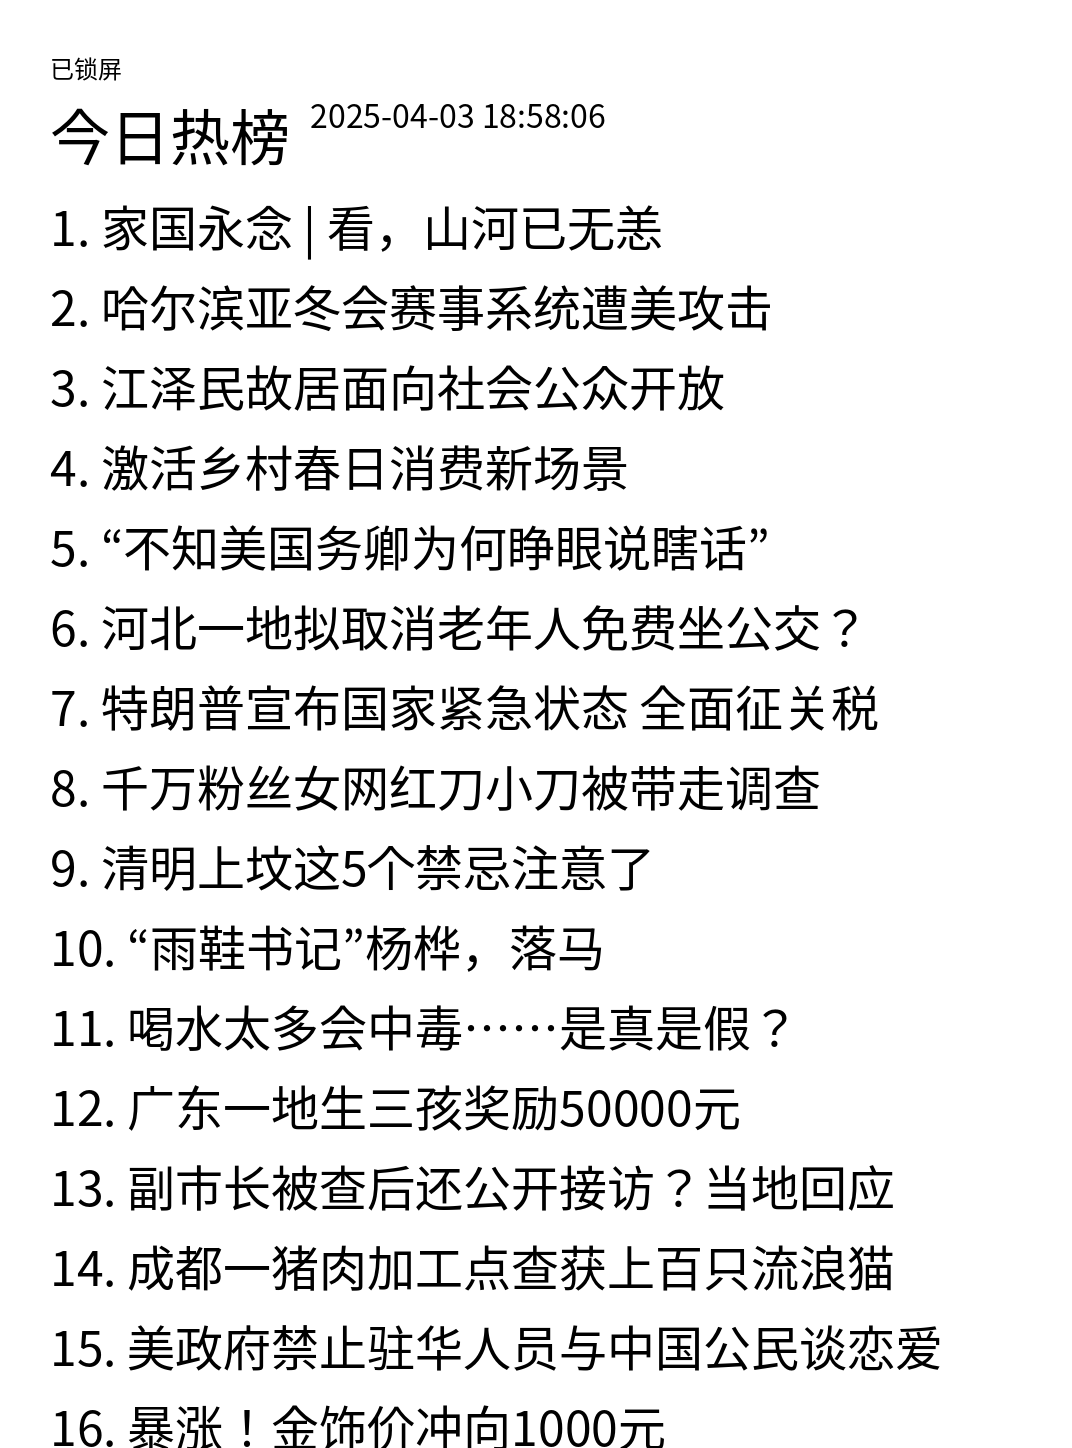 已锁屏
今日热榜 2025-04-03 18:58:06
1. 家国永念 | 看，山河已无恙
2. 哈尔滨亚冬会赛事系统遭美攻击
3. 江泽民故居面向社会公众开放
4. 激活乡村春日消费新场景
5. “不知美国务卿为何睁眼说瞎话”
6. 河北一地拟取消老年人免费坐公交？
7. 特朗普宣布国家紧急状态 全面征关税
8. 千万粉丝女网红刀小刀被带走调查
9. 清明上坟这5个禁忌注意了
10. “雨鞋书记”杨桦，落马
11. 喝水太多会中毒……是真是假？
12. 广东一地生三孩奖励50000元
13. 副市长被查后还公开接访？当地回应
14. 成都一猪肉加工点查获上百只流浪猫
15. 美政府禁止驻华人员与中国公民谈恋爱
16. 暴涨！金饰价冲向1000元